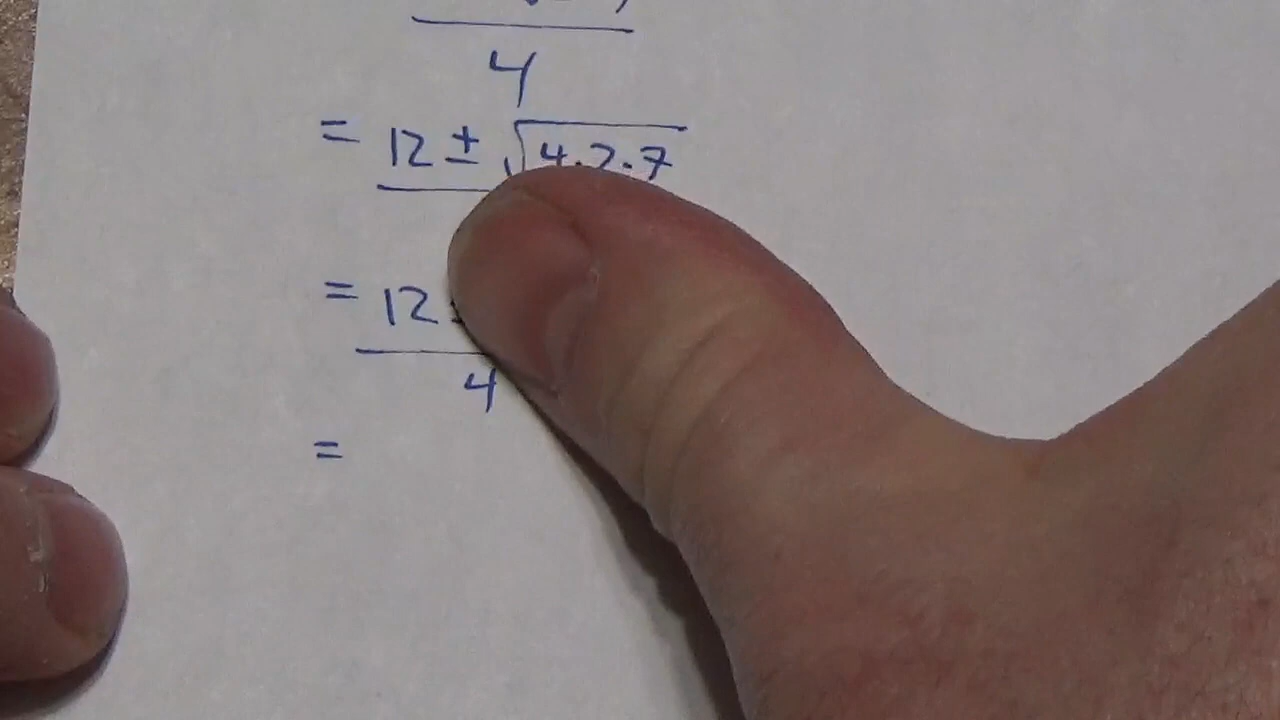 4
= 12 ± √4·2·7
= 12
4
=